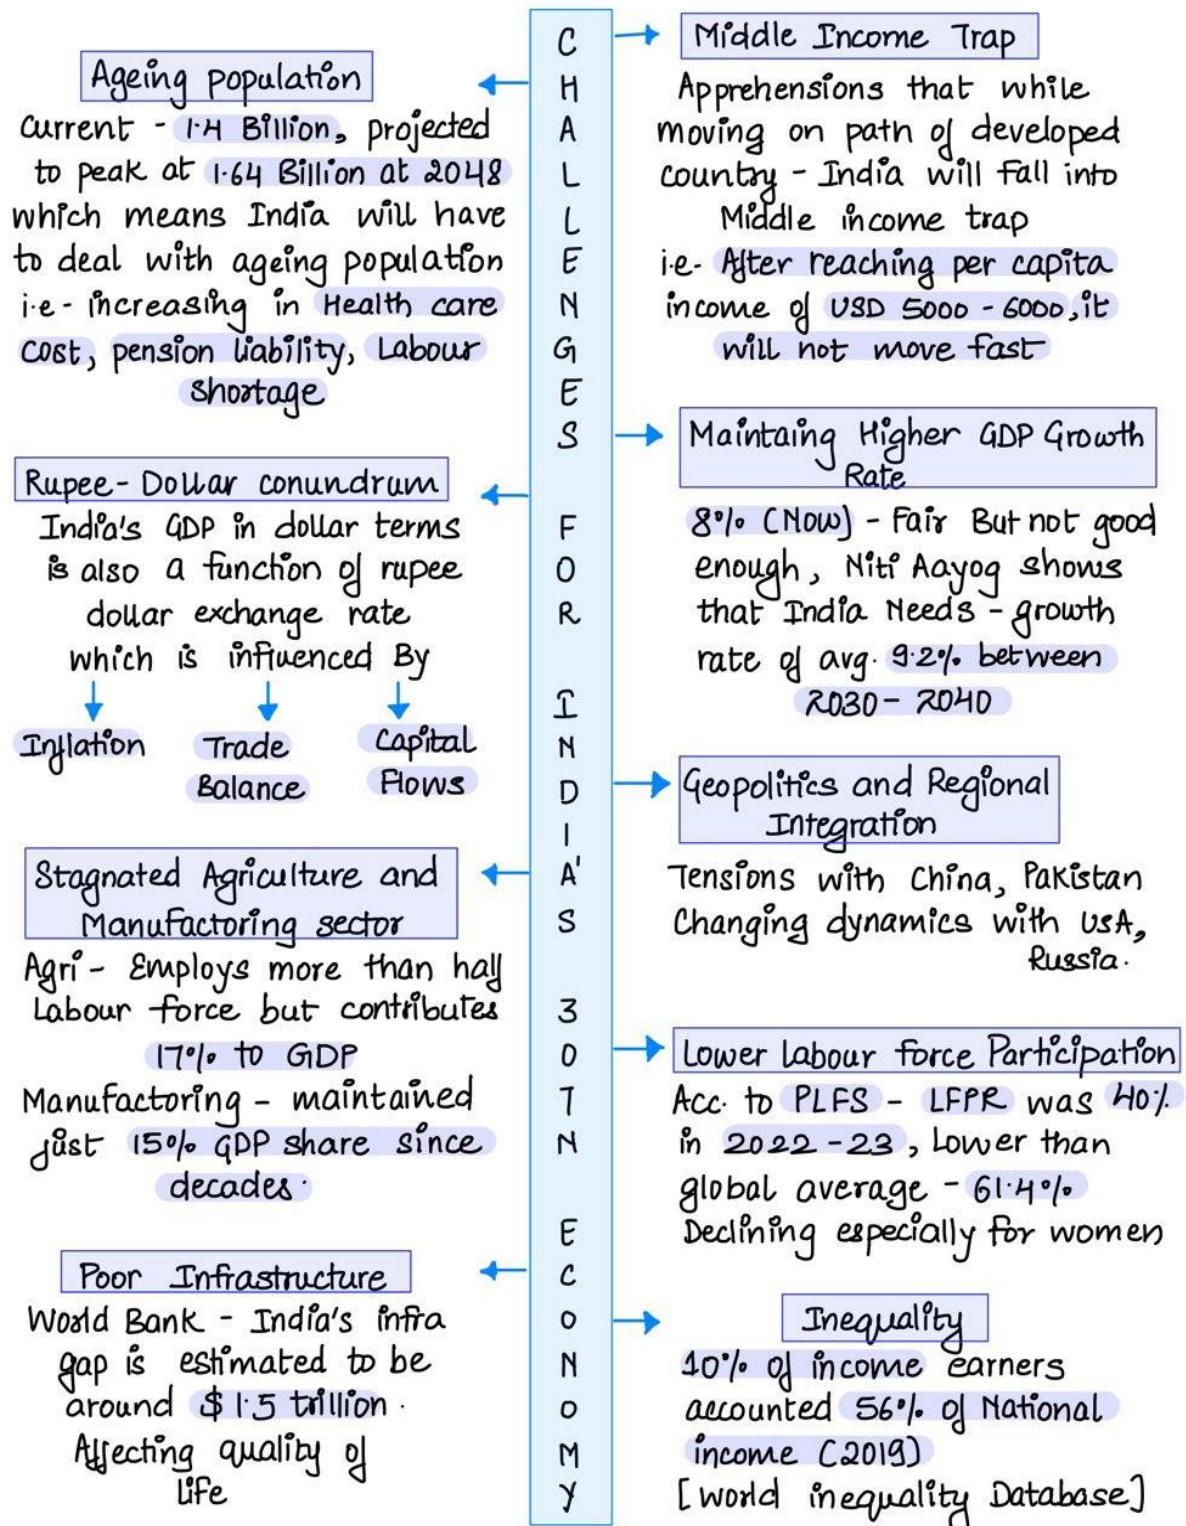 CHALLENGES FOR INDIA'S 30TN ECONOMY
Ageing population
Current - 1.4 Billion, projected
to peak at 1.64 Billion at 2048
which means India will have
to deal with ageing population
i.e - increasing in Health care
Cost, pension liability, Labour
Shortage
Rupee - Dollar conundrum
India's GDP in dollar terms
is also a function of rupee
dollar exchange rate
which is influenced By
Inflation
Trade
Balance
Capital
Flows
Stagnated Agriculture and
Manufactoring sector
Agri - Employs more than half
Labour force but contributes
17% to GDP
Manufactoring - maintained
just 15% GDP share since
decades.
Poor Infrastructure
World Bank - India's infra
gap is estimated to be
around $ 1.5 trillion.
Affecting quality of
life
Middle Income Trap
Apprehensions that while
moving on path of developed
country - India will fall into
Middle income trap
i.e - After reaching per capita
income of USD 5000 - 6000, it
will not move fast
Maintaing Higher GDP Growth
Rate
8% (Now) - Fair But not good
enough, Niti Aayog shows
that India Needs - growth
rate of avg. 9.2% between
2030 - 2040
Geopolitics and Regional
Integration
Tensions with China, Pakistan
Changing dynamics with USA,
Russia.
Lower labour force Participation
Acc. to PLFS - LFPR was 40%
in 2022 - 23, Lower than
global average - 61.4%
Declining especially for women
Inequality
10% of income earners
accounted 56% of National
income (2019)
[world inequality Database]